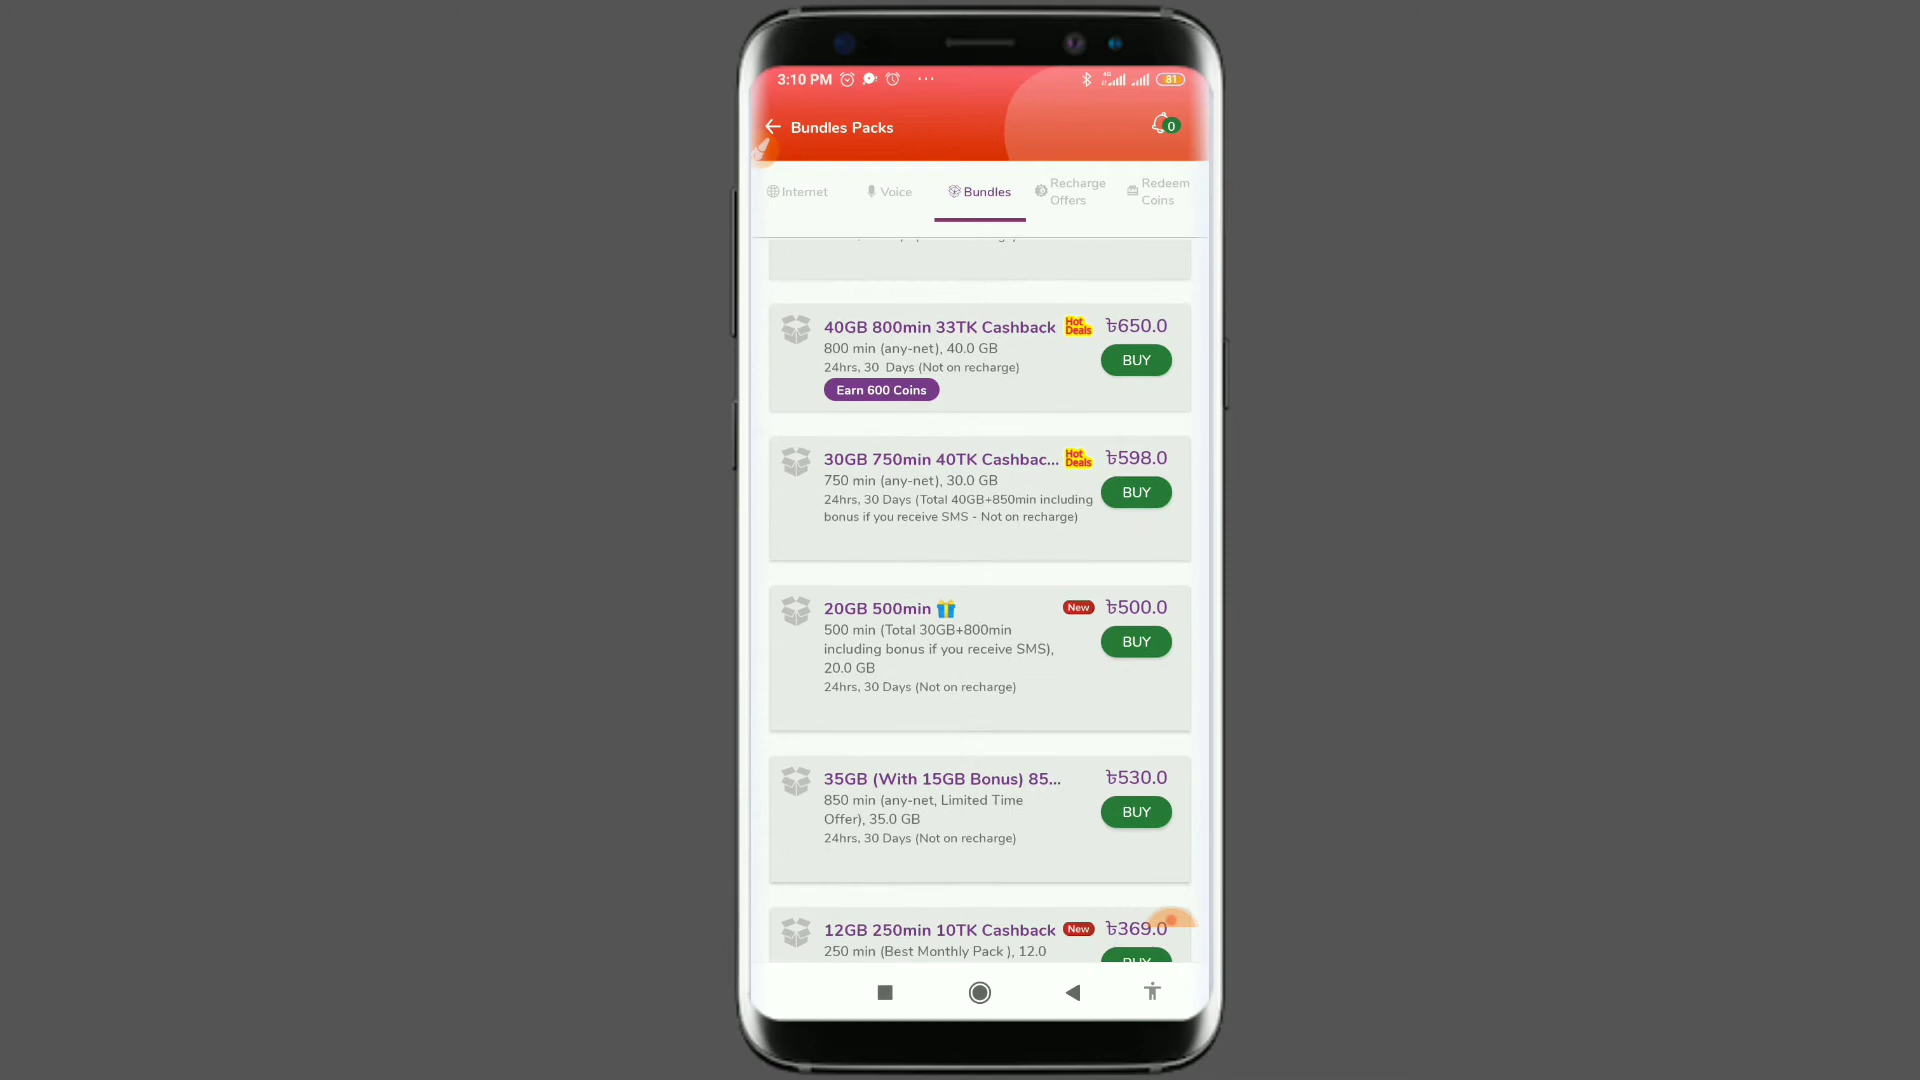 3:10 PM
4G
81
Bundles Packs
0
Internet
Voice
Bundles
Recharge
Offers
Redeem
Coins
40GB 800min 33TK Cashback
Hot
Deals
৳650.0
800 min (any-net), 40.0 GB
24hrs, 30 Days (Not on recharge)
BUY
Earn 600 Coins
30GB 750min 40TK Cashbac...
Hot
Deals
৳598.0
750 min (any-net), 30.0 GB
24hrs, 30 Days (Total 40GB+850min including
bonus if you receive SMS - Not on recharge)
BUY
20GB 500min
New
৳500.0
500 min (Total 30GB+800min
including bonus if you receive SMS),
20.0 GB
24hrs, 30 Days (Not on recharge)
BUY
35GB (With 15GB Bonus) 85...
৳530.0
850 min (any-net, Limited Time
Offer), 35.0 GB
24hrs, 30 Days (Not on recharge)
BUY
12GB 250min 10TK Cashback
New
৳369.0
250 min (Best Monthly Pack ), 12.0
BUY